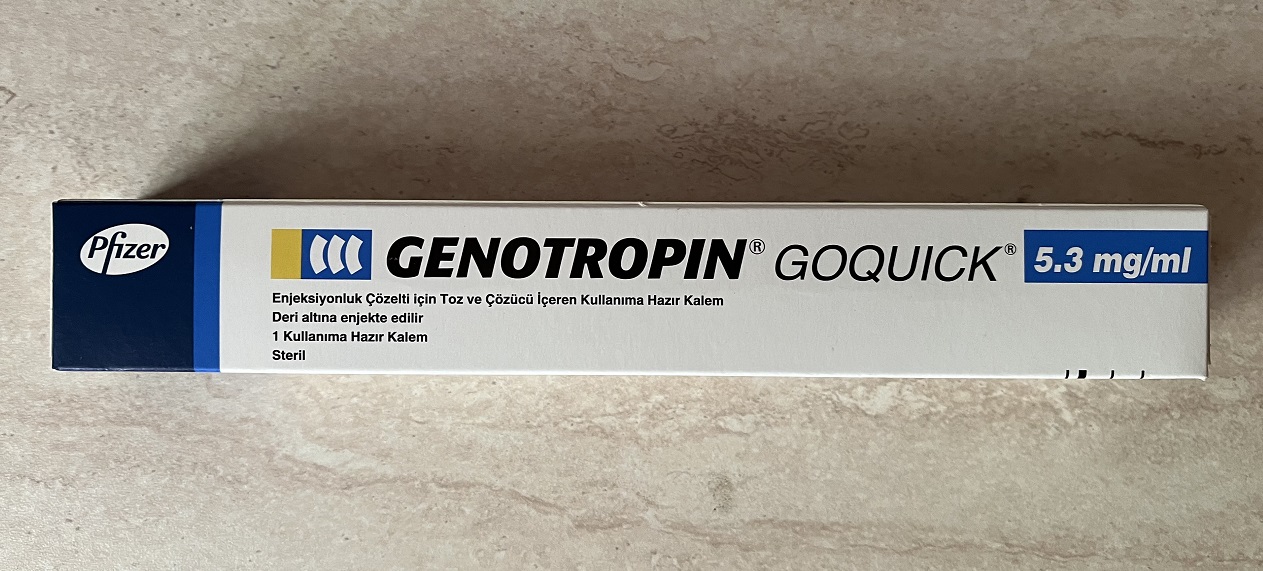 Pfizer
GENOTROPIN® GOQUICK® 5.3 mg/ml
Enjeksiyonluk Çözelti için Toz ve Çözücü İçeren Kullanıma Hazır Kalem
Deri altına enjekte edilir
1 Kullanıma Hazır Kalem
Steril